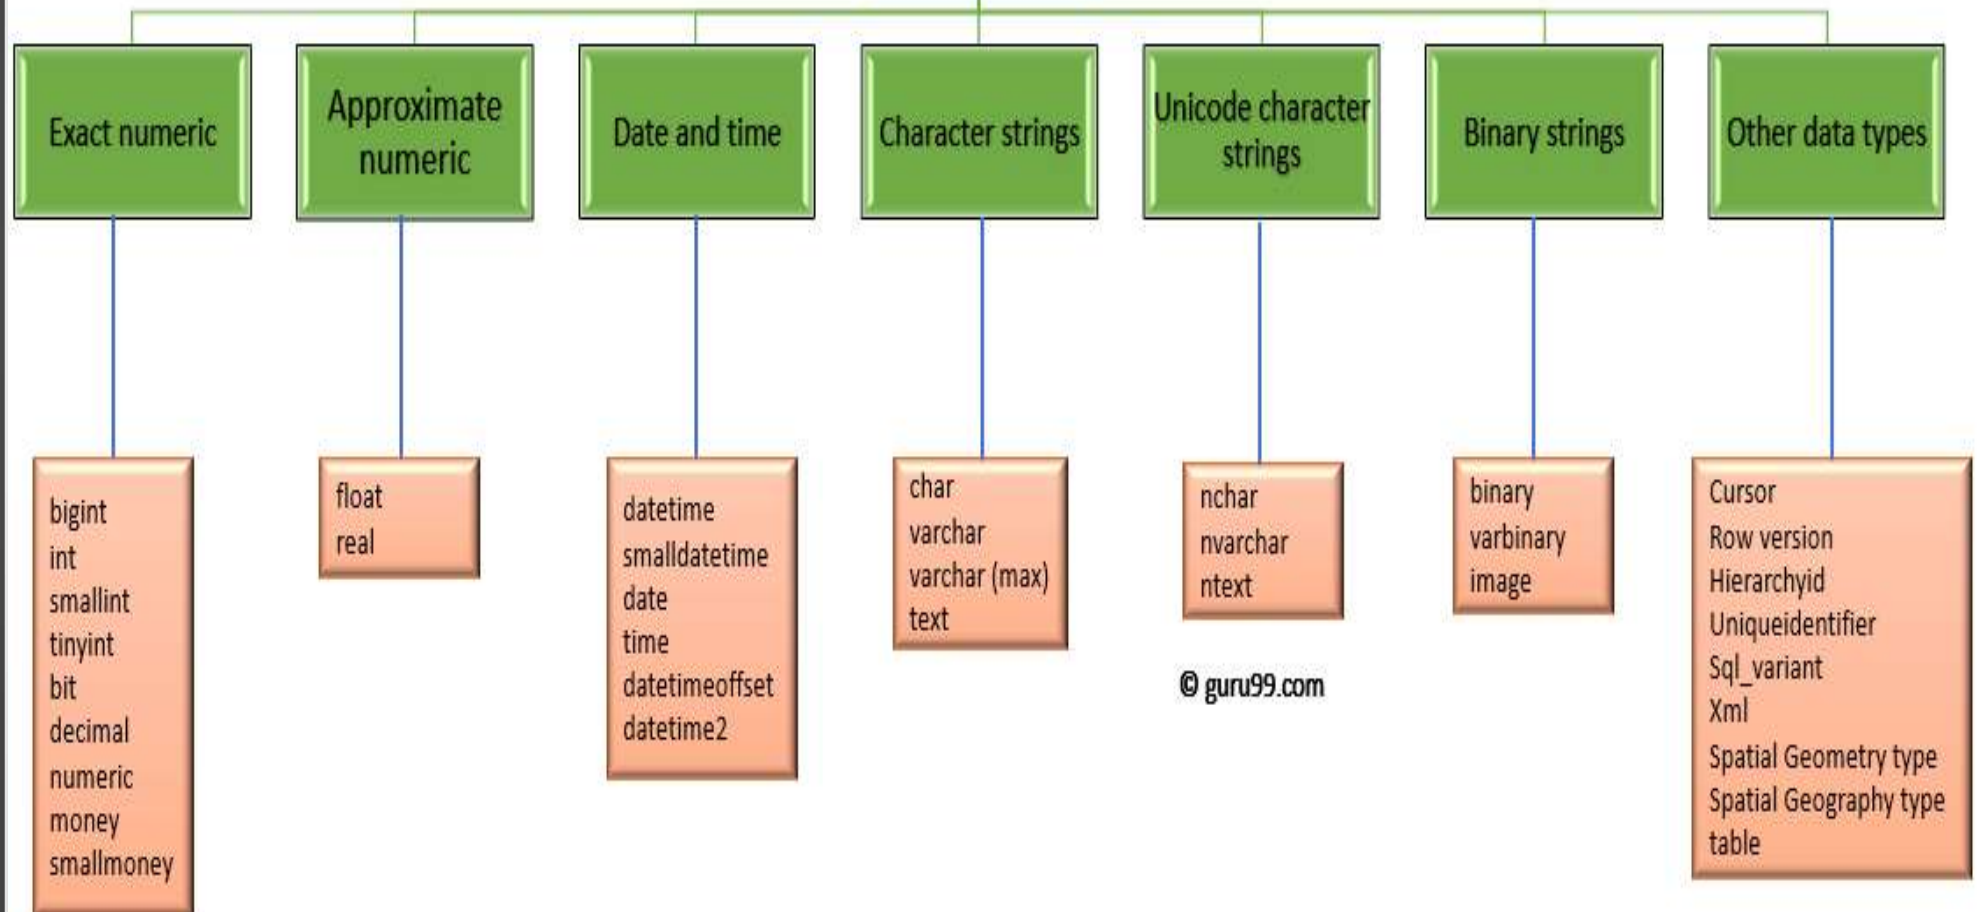 Exact numeric
Approximate
numeric
Date and time
Character strings
Unicode character
strings
Binary strings
Other data types
bigint
int
smallint
tinyint
bit
decimal
numeric
money
smallmoney
float
real
datetime
smalldatetime
date
time
datetimeoffset
datetime2
char
varchar
varchar (max)
text
nchar
nvarchar
ntext
© guru99.com
binary
varbinary
image
Cursor
Row version
Hierarchyid
Uniqueidentifier
Sql_variant
Xml
Spatial Geometry type
Spatial Geography type
table